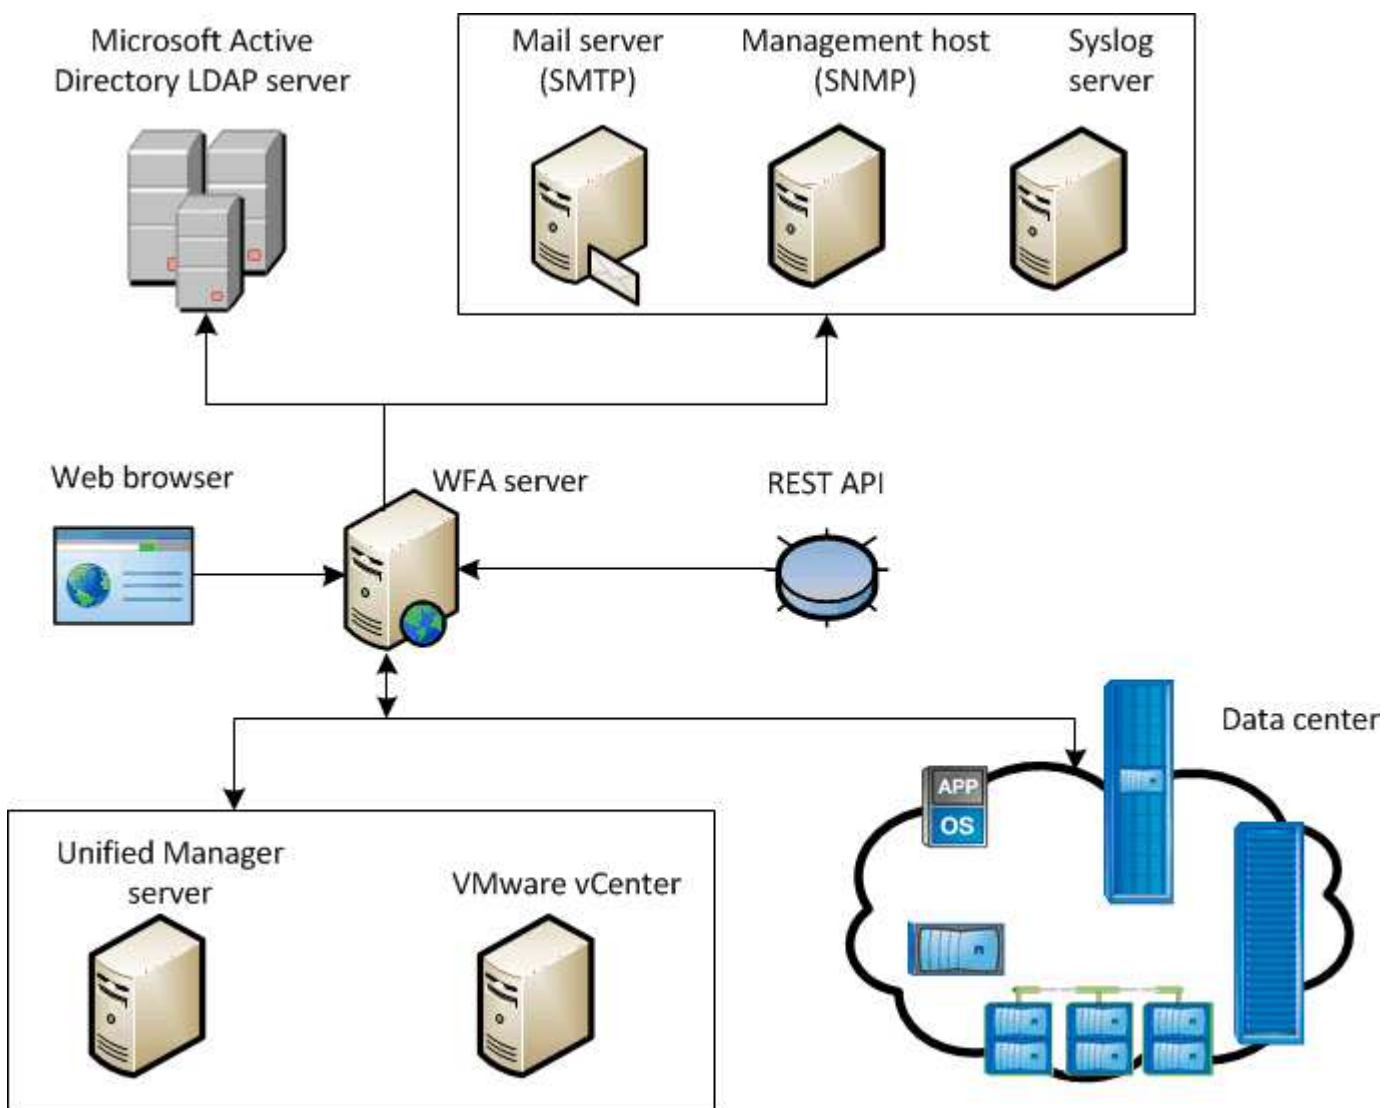 Microsoft Active
Directory LDAP server
Mail server
(SMTP)
Management host
(SNMP)
Syslog
server
Web browser
WFA server
REST API
Data center
APP
OS
Unified Manager
server
VMware vCenter